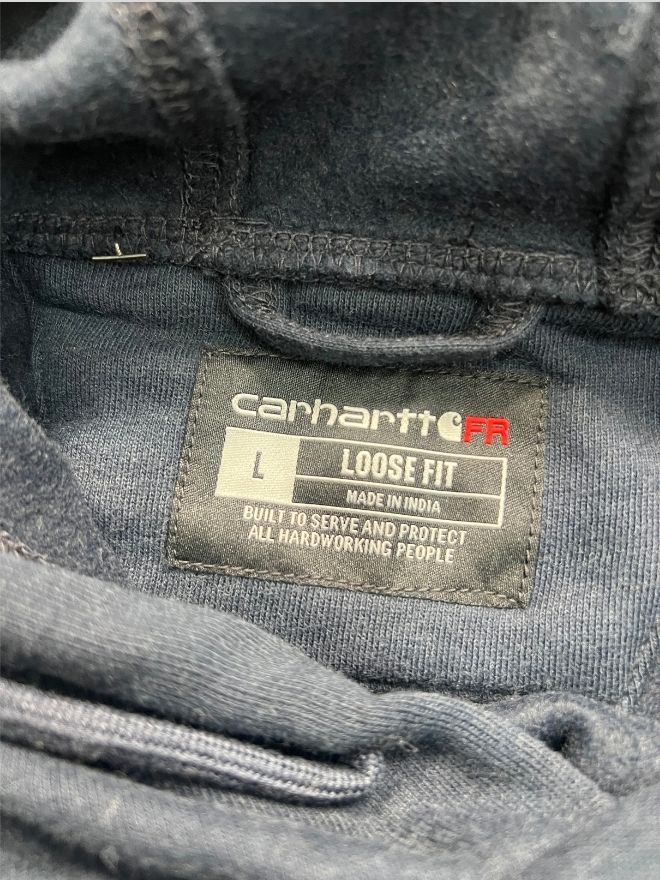 carhartt FR
L
LOOSE FIT
MADE IN INDIA
BUILT TO SERVE AND PROTECT
ALL HARDWORKING PEOPLE